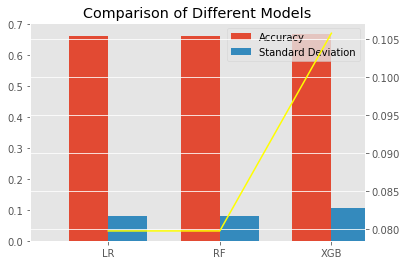 Comparison of Different Models
0.7
0.6
0.5
0.4
0.3
0.2
0.1
0.0
Accuracy
Standard Deviation
0.105
0.100
0.095
0.090
0.085
0.080
LR
RF
XGB